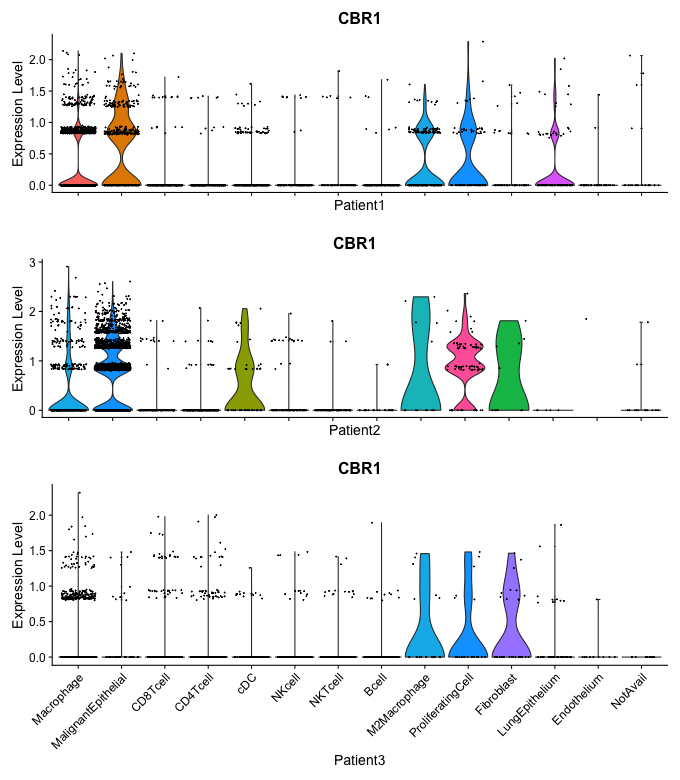 CBR1
Expression Level
2.0
1.5
1.0
0.5
0.0
Patient1
CBR1
Expression Level
3
2
1
0
Patient2
CBR1
Expression Level
2.0
1.5
1.0
0.5
0.0
Macrophage
MalignantEpithelial
CD8Tcell
CD4Tcell
cDC
NKcell
NKTcell
Bcell
M2Macrophage
ProliferatingCell
Fibroblast
LungEpithelium
Endothelium
NotAvail
Patient3